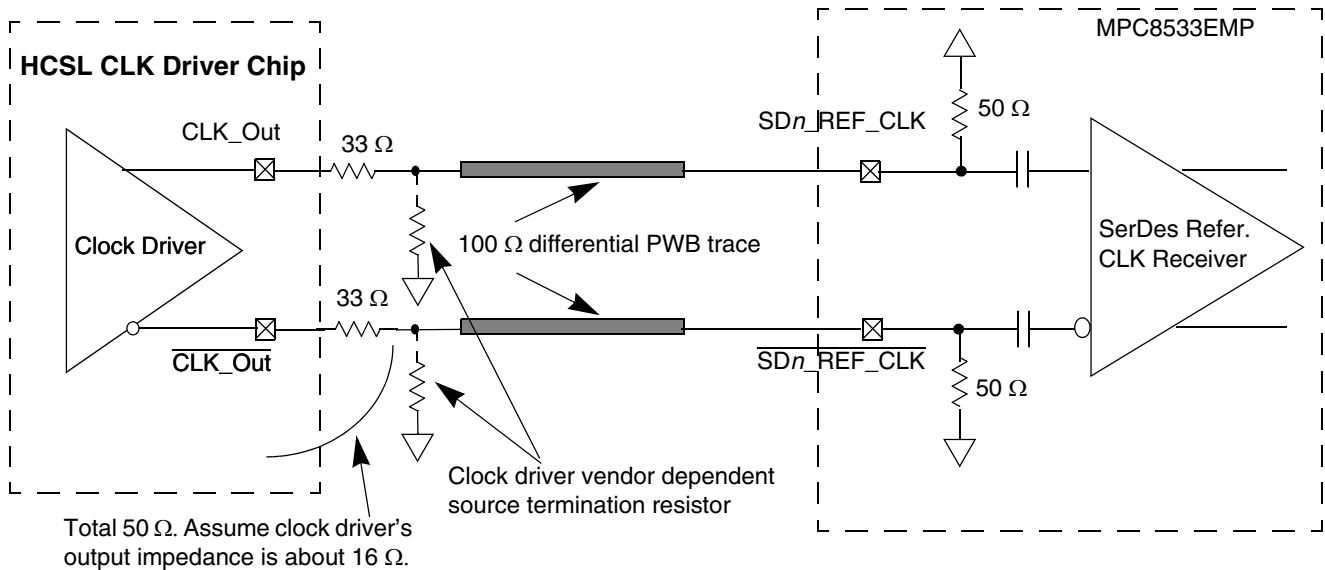 MPC8533EMP
HCSL CLK Driver Chip
CLK_Out
33 Ω
SDn_REF_CLK
50 Ω
Clock Driver
100 Ω differential PWB trace
SerDes Refer.
CLK Receiver
33 Ω
CLK_Out
SDn_REF_CLK
50 Ω
Clock driver vendor dependent
source termination resistor
Total 50 Ω. Assume clock driver's
output impedance is about 16 Ω.